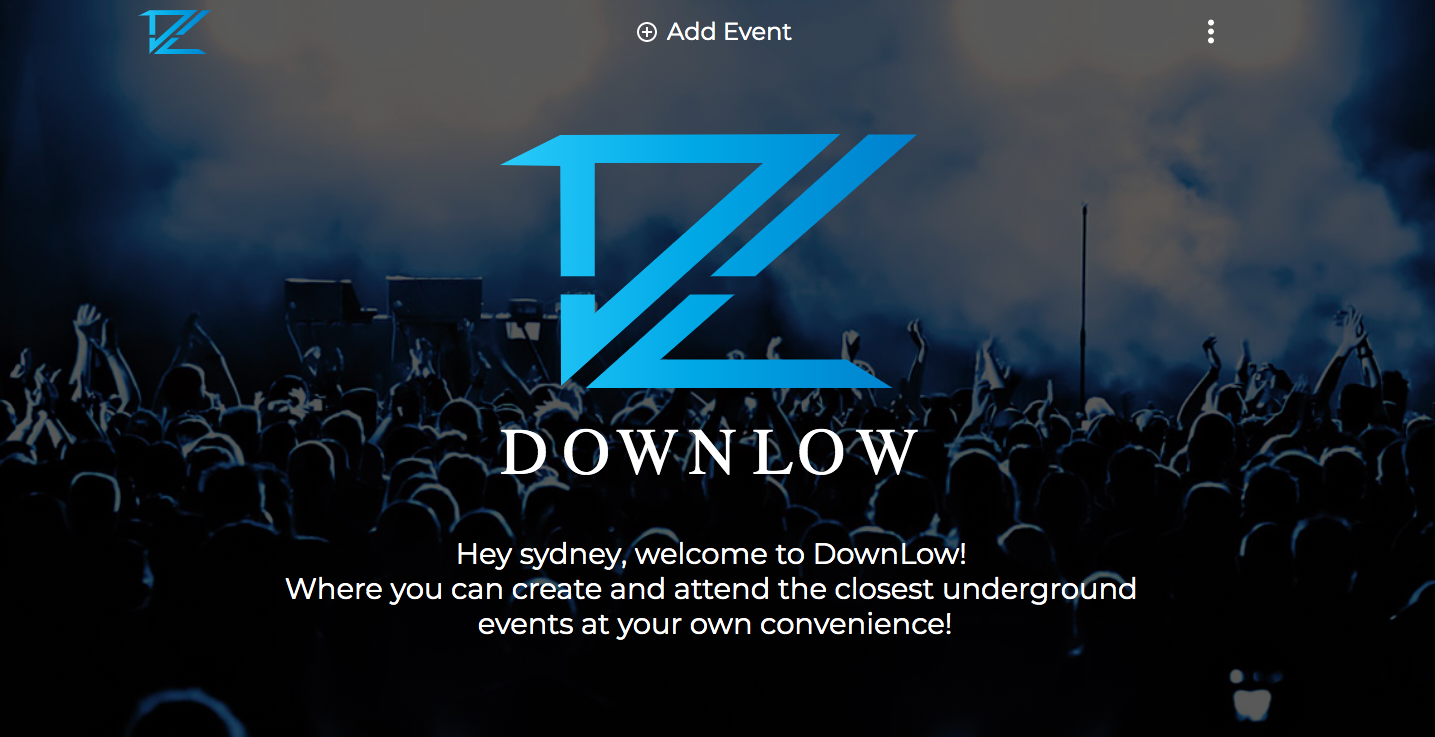 Add Event
DOWNLOW
Hey sydney, welcome to DownLow!
Where you can create and attend the closest underground
events at your own convenience!